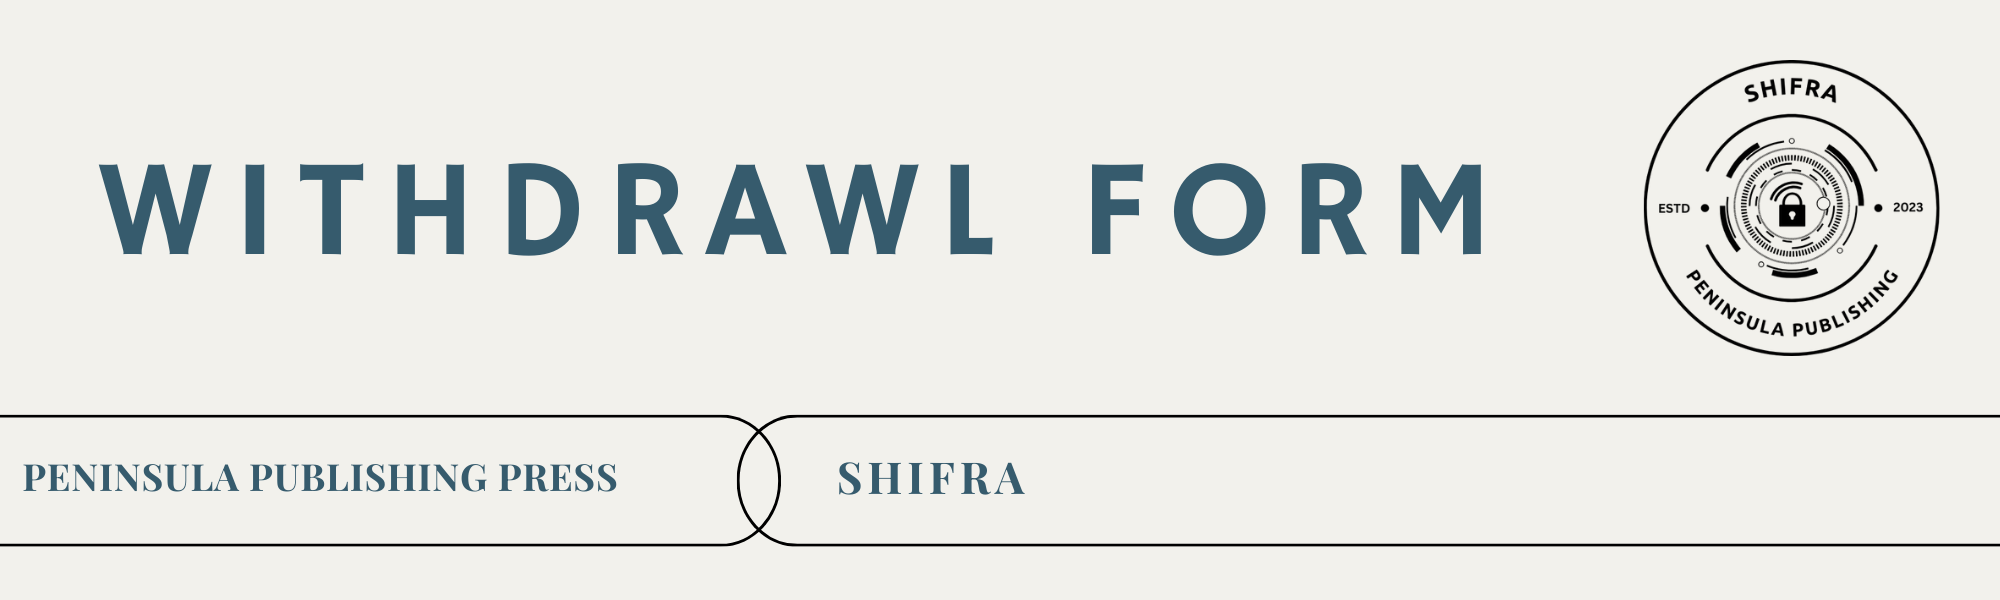 WITHDRAWL FORM
SHIFRA
ESTD
2023
PENINSULA PUBLISHING
PENINSULA PUBLISHING PRESS
SHIFRA